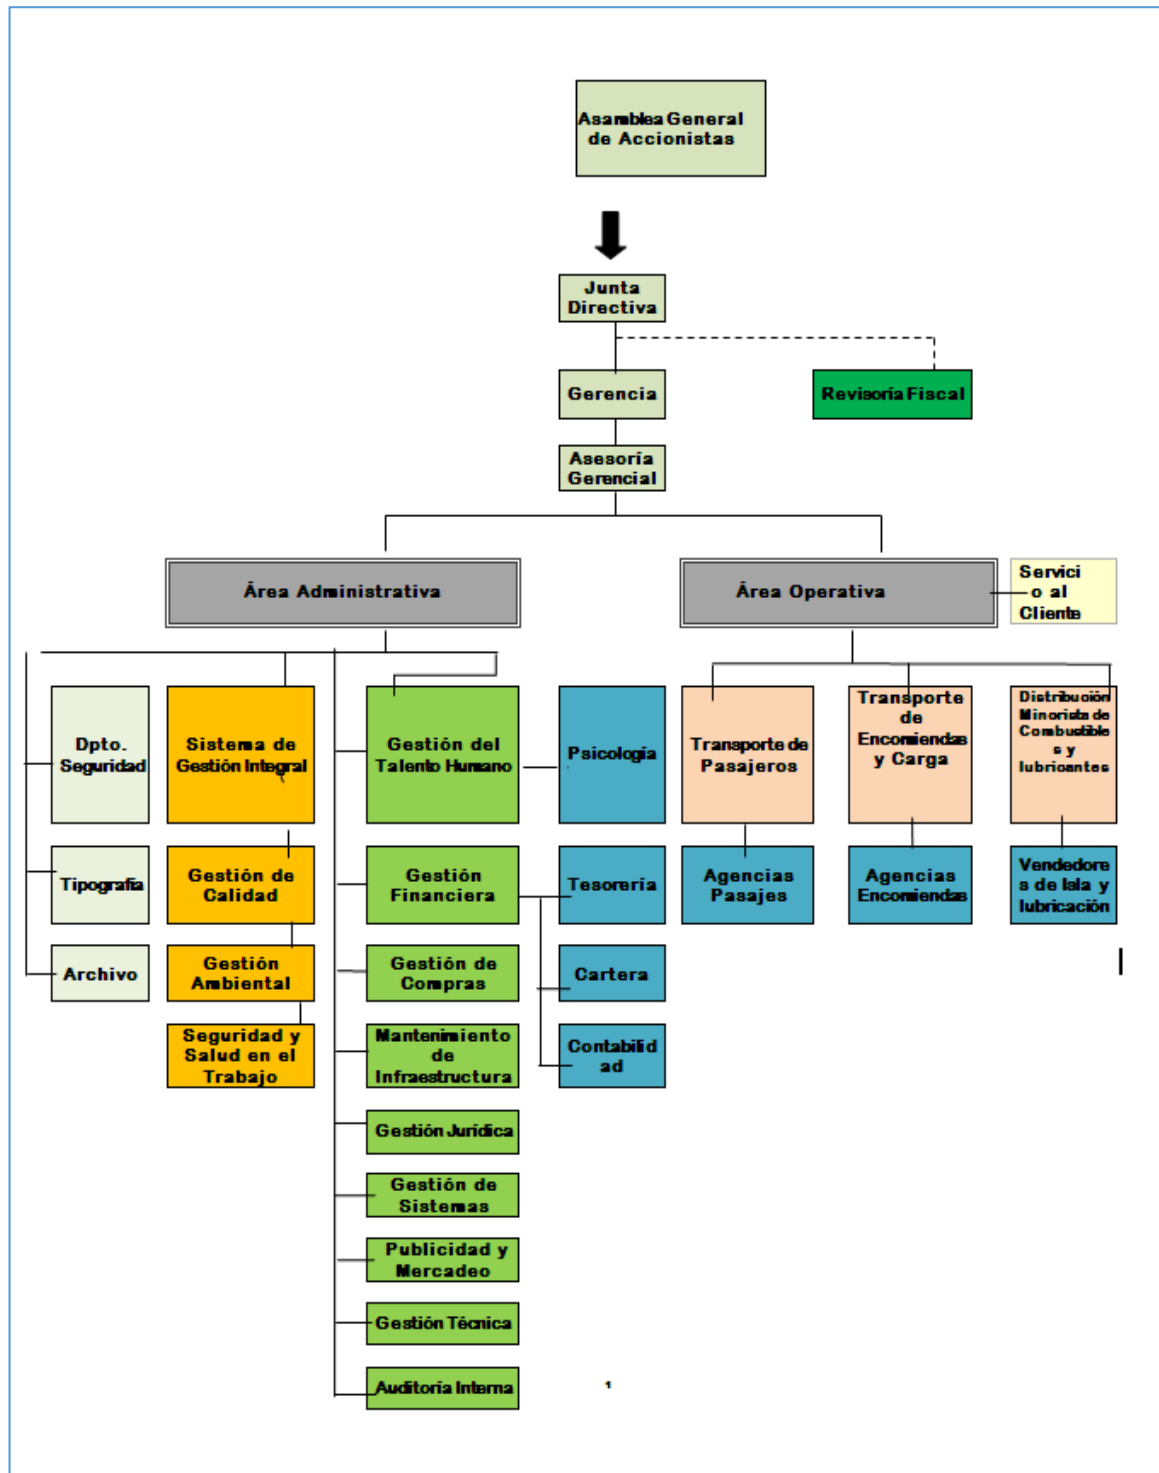 Asamblea General
de Accionistas
Junta
Directiva
Gerencia
Revisoría Fiscal
Asesoría
Gerencial
Área Administrativa
Área Operativa
Servici
o al
Cliente
Dpto.
Seguridad
Sistema de
Gestión Integral
Gestión del
Talento Humano
Psicología
Transporte de
Pasajeros
Transporte
de
Encomiendas
y Carga
Distribución
Minorista de
Combustible
s y
lubricantes
Tipografía
Gestión de
Calidad
Gestión
Financiera
Tesorería
Agencias
Pasajes
Agencias
Encomiendas
Vendedore
s de Isla y
lubricación
Archivo
Gestión
Ambiental
Gestión de
Compras
Cartera
Seguridad y
Salud en el
Trabajo
Mantenimiento
de
Infraestructura
Contabilid
ad
Gestión Jurídica
Gestión de
Sistemas
Publicidad y
Mercadeo
Gestión Técnica
Auditoría Interna
1